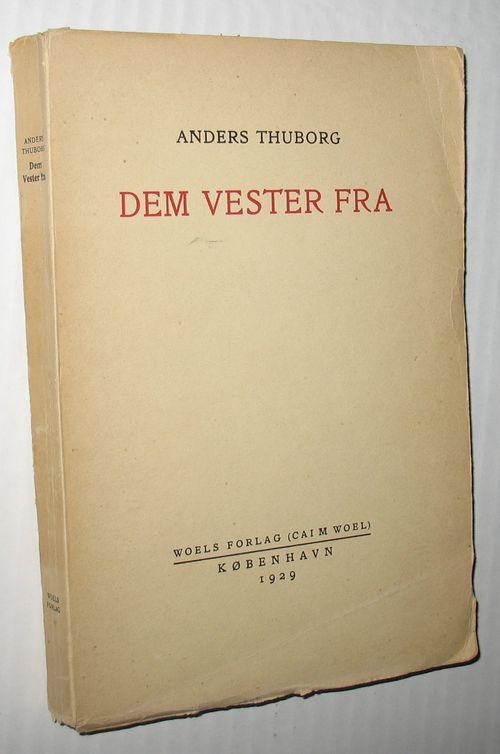 ANDERS THUBORG
DEM VESTER FRA
WOELS FORLAG (CAI M WOEL)
KØBENHAVN
1929
ANDERS
THUBORG
Dem
Vester fra
WOELS
FORLAG